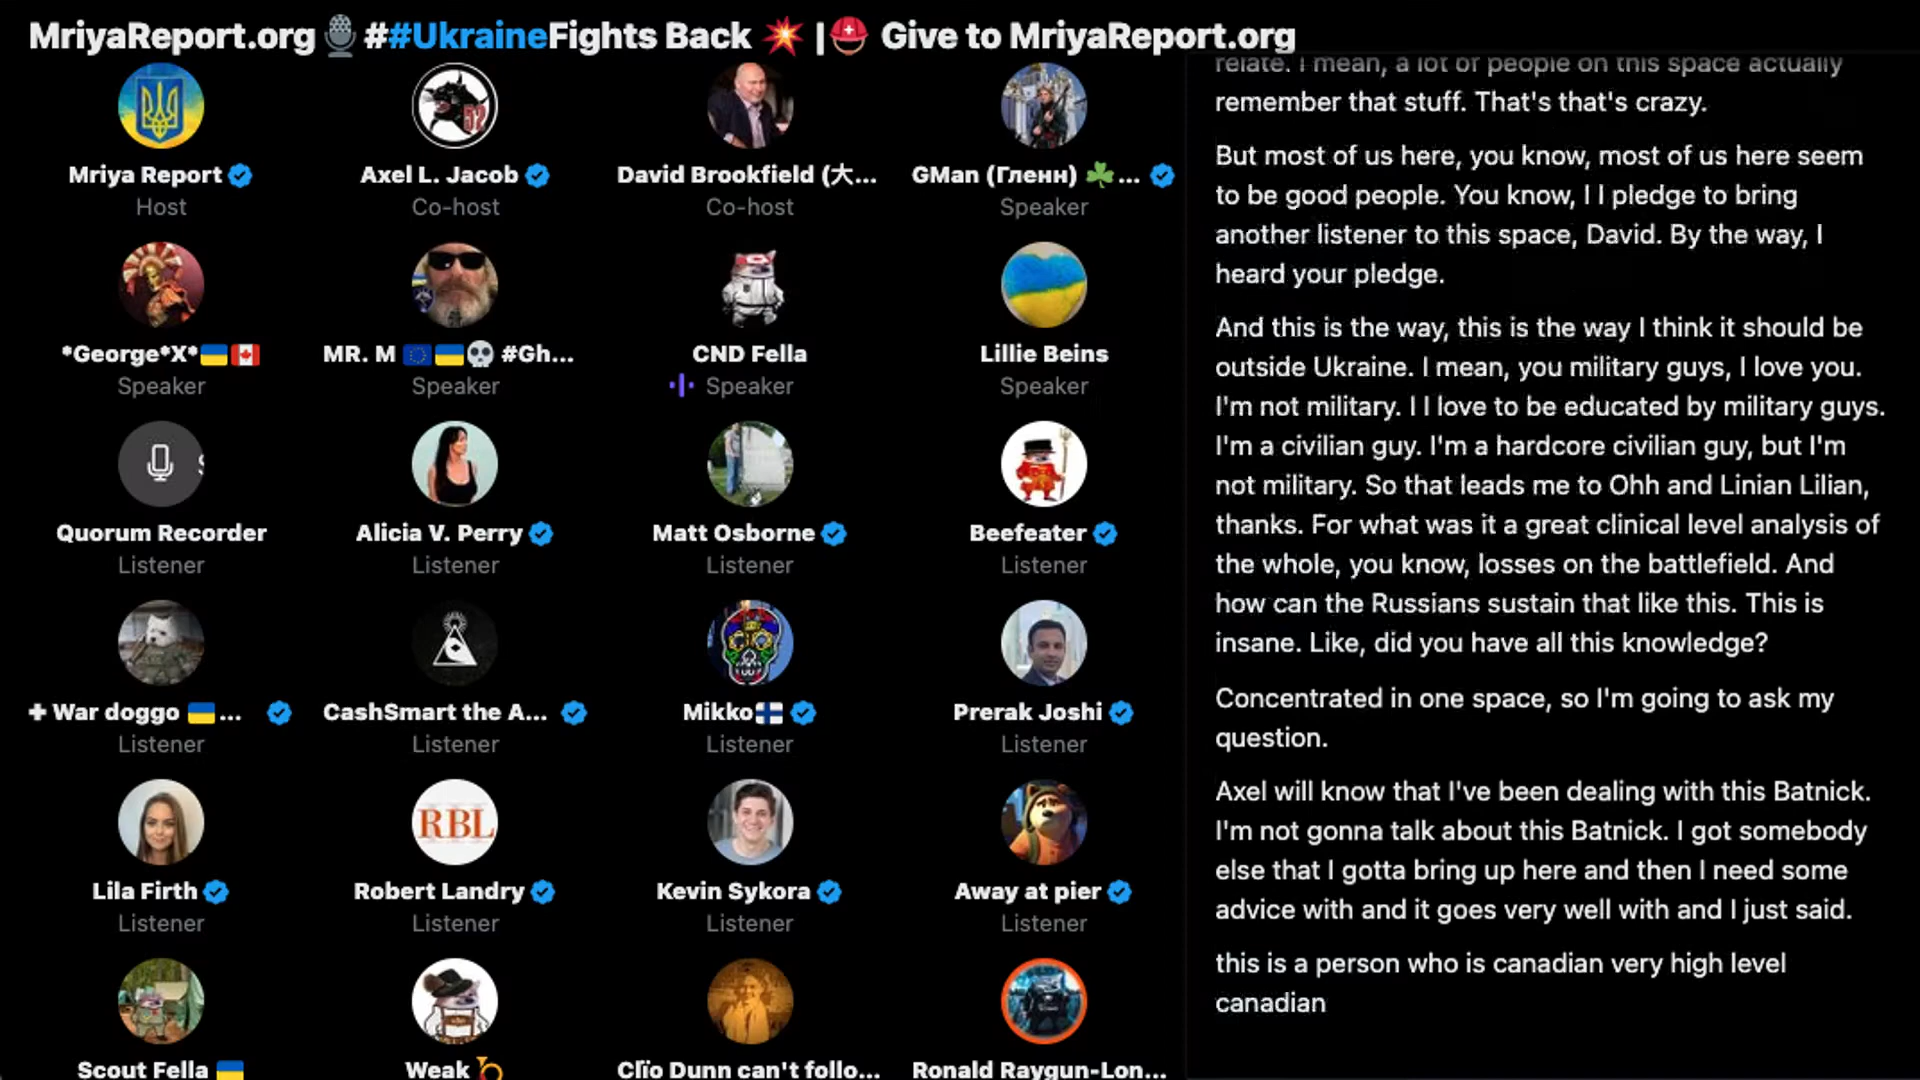 MriyaReport.org🎙️##UkraineFights Back 💥 |⛑️ Give to MriyaReport.org
Mriya Report
Host
Axel L. Jacob
Co-host
David Brookfield (大...
Co-host
GMan (Гленн) ☘️...
Speaker
*George*X*🇺🇦🇨🇦
Speaker
MR. M 🇪🇺🇺🇦💀 #Gh...
Speaker
CND Fella
Speaker
Lillie Beins
Speaker
Quorum Recorder
Listener
Alicia V. Perry
Listener
Matt Osborne
Listener
Beefeater
Listener
✚ War doggo 🇺🇦...
Listener
CashSmart the A...
Listener
Mikko🇫🇮
Listener
Prerak Joshi
Listener
Lila Firth
Listener
RBL
Robert Landry
Listener
Kevin Sykora
Listener
Away at pier
Listener
Scout Fella 🇺🇦
Weak
Clïo Dunn can't follo...
Ronald Raygun-Lon...
relate. I mean, a lot of people on this space actually
remember that stuff. That's that's crazy.
But most of us here, you know, most of us here seem
to be good people. You know, I I pledge to bring
another listener to this space, David. By the way, I
heard your pledge.
And this is the way, this is the way I think it should be
outside Ukraine. I mean, you military guys, I love you.
I'm not military. I I love to be educated by military guys.
I'm a civilian guy. I'm a hardcore civilian guy, but I'm
not military. So that leads me to Ohh and Linian Lilian,
thanks. For what was it a great clinical level analysis of
the whole, you know, losses on the battlefield. And
how can the Russians sustain that like this. This is
insane. Like, did you have all this knowledge?
Concentrated in one space, so I'm going to ask my
question.
Axel will know that I've been dealing with this Batnick.
I'm not gonna talk about this Batnick. I got somebody
else that I gotta bring up here and then I need some
advice with and it goes very well with and I just said.
this is a person who is canadian very high level
canadian